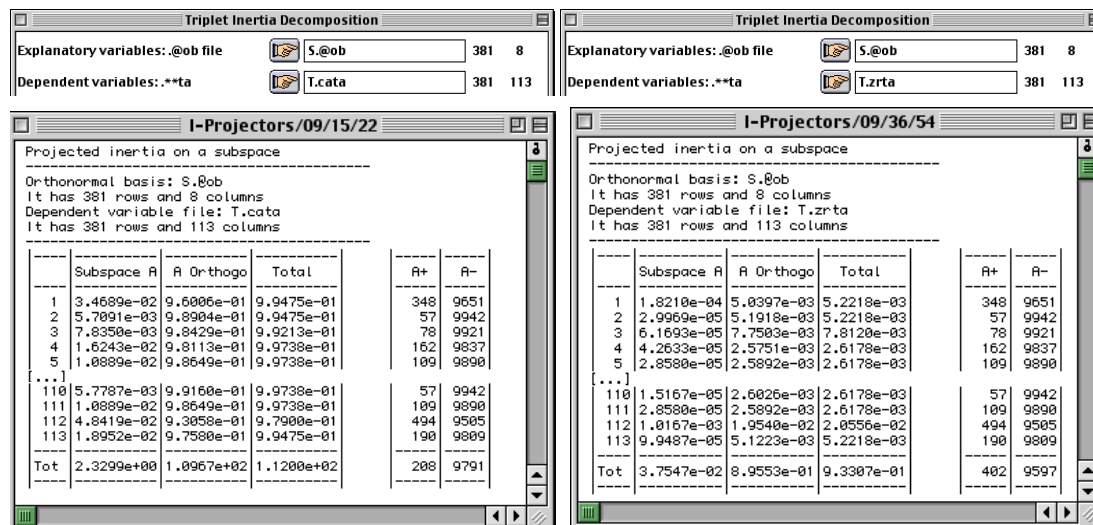 Triplet Inertia Decomposition
Explanatory variables: .@ob file S.@ob 381 8
Dependent variables: .**ta T.cata 381 113
I-Projectors/09/15/22
Projected inertia on a subspace
Orthonormal basis: S.@ob
It has 381 rows and 8 columns
Dependent variable file: T.cata
It has 381 rows and 113 columns
Subspace A A Orthogo Total A+ A-
1 3.4689e-02 9.6006e-01 9.9475e-01 348 9651
2 5.7091e-03 9.8904e-01 9.9475e-01 57 9942
3 7.8350e-03 9.8429e-01 9.9213e-01 78 9921
4 1.6243e-02 9.8113e-01 9.9738e-01 162 9837
5 1.0889e-02 9.8649e-01 9.9738e-01 109 9890
[...]
110 5.7787e-03 9.9160e-01 9.9738e-01 57 9942
111 1.0889e-02 9.8649e-01 9.9738e-01 109 9890
112 4.8419e-02 9.3058e-01 9.7900e-01 494 9505
113 1.8952e-02 9.7580e-01 9.9475e-01 190 9809
Tot 2.3299e+00 1.0967e+02 1.1200e+02 208 9791
Triplet Inertia Decomposition
Explanatory variables: .@ob file S.@ob 381 8
Dependent variables: .**ta T.zrta 381 113
I-Projectors/09/36/54
Projected inertia on a subspace
Orthonormal basis: S.@ob
It has 381 rows and 8 columns
Dependent variable file: T.zrta
It has 381 rows and 113 columns
Subspace A A Orthogo Total A+ A-
1 1.8210e-04 5.0397e-03 5.2218e-03 348 9651
2 2.9969e-05 5.1918e-03 5.2218e-03 57 9942
3 6.1693e-05 7.7503e-03 7.8120e-03 78 9921
4 4.2633e-05 2.5751e-03 2.6178e-03 162 9837
5 2.8580e-05 2.5892e-03 2.6178e-03 109 9890
[...]
110 1.5167e-05 2.6026e-03 2.6178e-03 57 9942
111 2.8580e-05 2.5892e-03 2.6178e-03 109 9890
112 1.0167e-03 1.9540e-02 2.0556e-02 494 9505
113 9.9487e-05 5.1223e-03 5.2218e-03 190 9809
Tot 3.7547e-02 8.9553e-01 9.3307e-01 402 9597